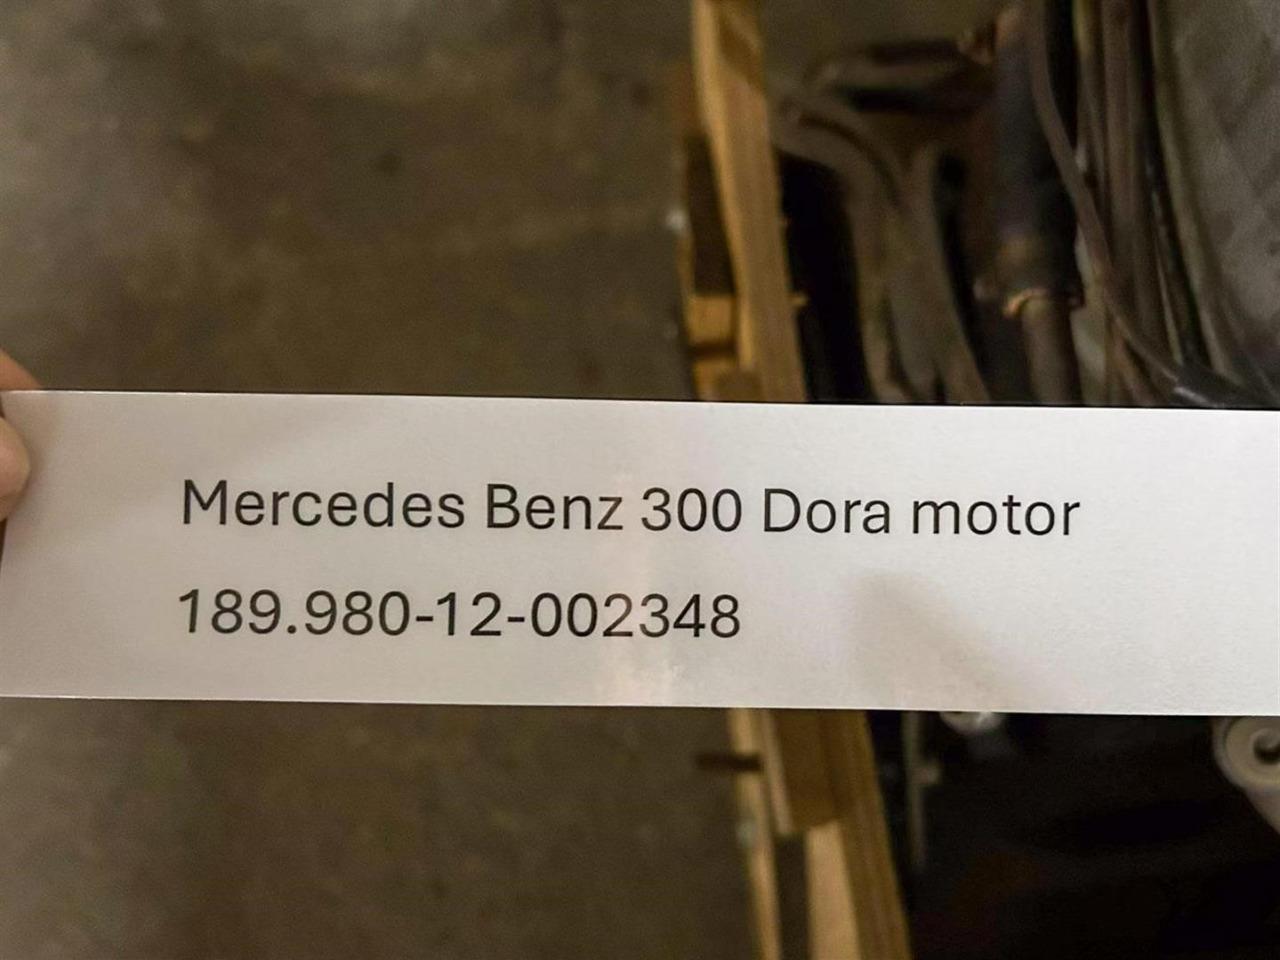 Mercedes Benz 300 Dora motor
189.980-12-002348